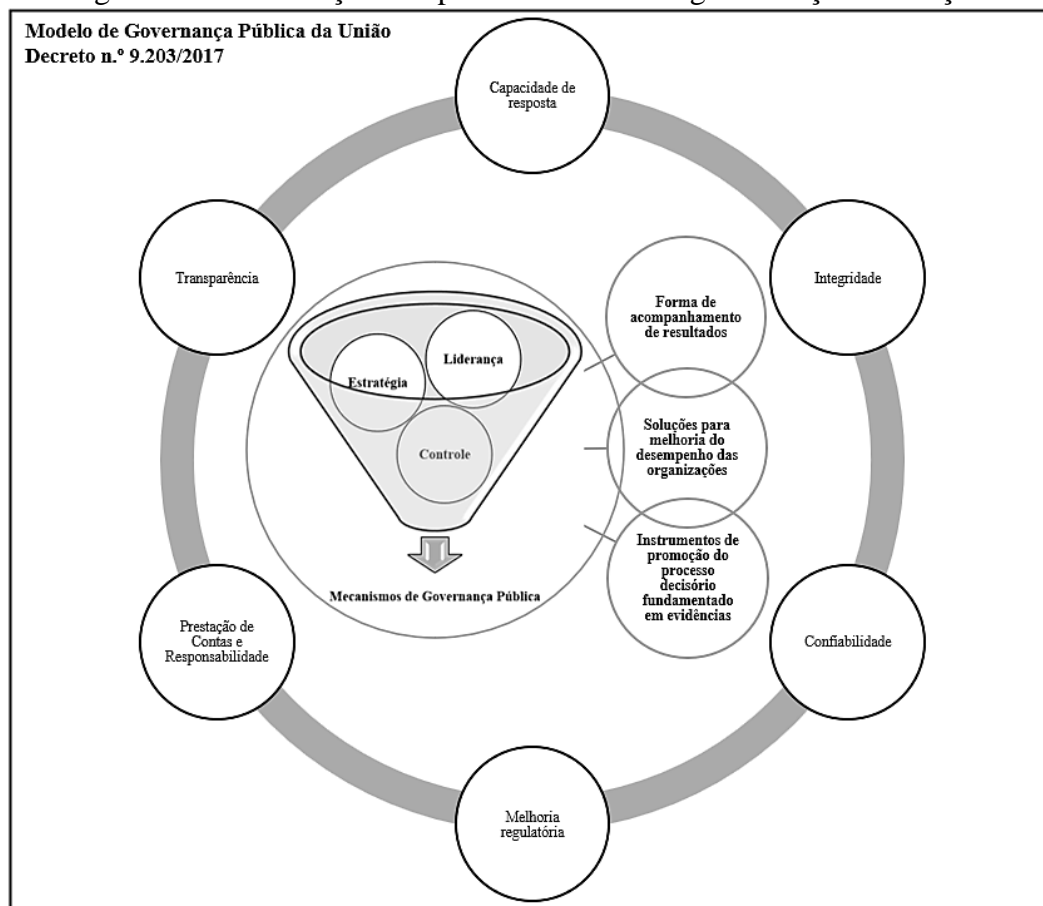 Modelo de Governança Pública da União
Decreto n.º 9.203/2017
Capacidade de
resposta
Transparência
Integridade
Forma de
acompanhamento
de resultados
Liderança
Estratégia
Controle
Soluções para
melhoria do
desempenho das
organizações
Instrumentos de
promoção do
processo
decisório
fundamentado
em evidências
Mecanismos de Governança Pública
Prestação de
Contas e
Responsabilidade
Confiabilidade
Melhoria
regulatória